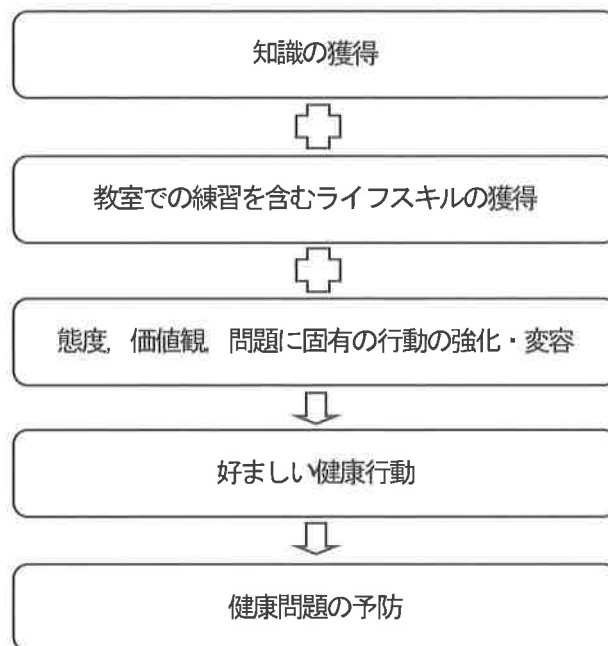 知識の獲得
教室での練習を含むライフスキルの獲得
態度，価値観，問題に固有の行動の強化・変容
好ましい健康行動
健康問題の予防